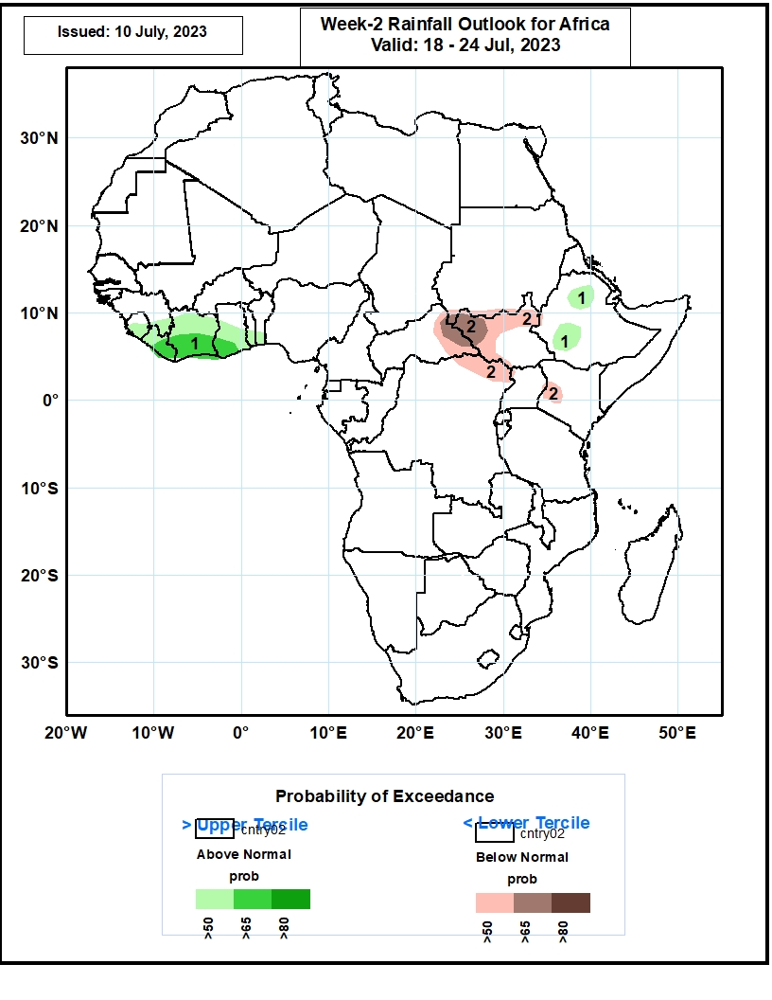 Issued: 10 July, 2023
Week-2 Rainfall Outlook for Africa
Valid: 18 - 24 Jul, 2023
30°N
20°N
10°N
0°
10°S
20°S
30°S
1
1
1
2
2
2
2
20°W 10°W 0° 10°E 20°E 30°E 40°E 50°E
Probability of Exceedance
> Upper Tercile
cntry02
Above Normal
prob
>50 >65 >80
< Lower Tercile
cntry02
Below Normal
prob
>50 >65 >80